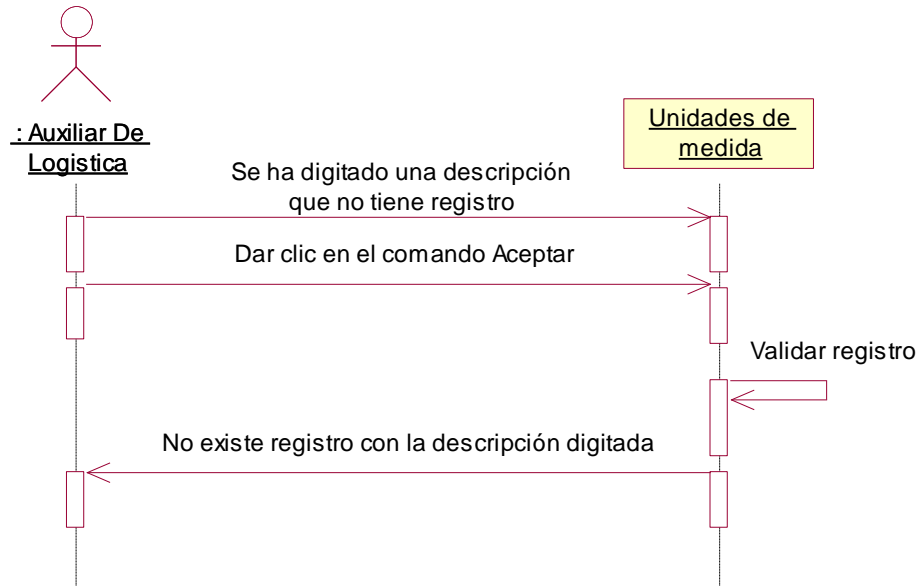 : Auxiliar De
Logistica
Unidades de
medida
Se ha digitado una descripción
que no tiene registro
Dar clic en el comando Aceptar
Validar registro
No existe registro con la descripción digitada